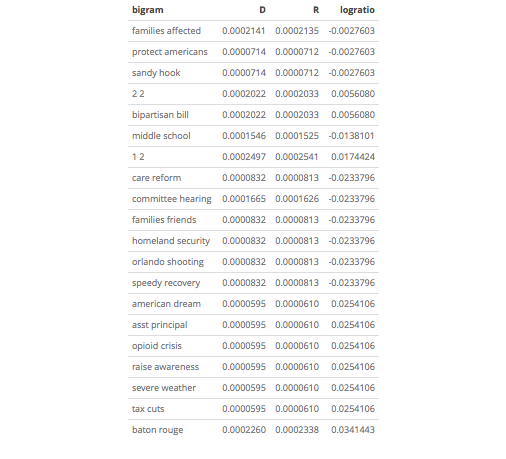 bigram D R logratio
families affected 0.0002141 0.0002135 -0.0027603
protect americans 0.0000714 0.0000712 -0.0027603
sandy hook 0.0000714 0.0000712 -0.0027603
2 2 0.0002022 0.0002033 0.0056080
bipartisan bill 0.0002022 0.0002033 0.0056080
middle school 0.0001546 0.0001525 -0.0138101
1 2 0.0002497 0.0002541 0.0174424
care reform 0.0000832 0.0000813 -0.0233796
committee hearing 0.0001665 0.0001626 -0.0233796
families friends 0.0000832 0.0000813 -0.0233796
homeland security 0.0000832 0.0000813 -0.0233796
orlando shooting 0.0000832 0.0000813 -0.0233796
speedy recovery 0.0000832 0.0000813 -0.0233796
american dream 0.0000595 0.0000610 0.0254106
asst principal 0.0000595 0.0000610 0.0254106
opioid crisis 0.0000595 0.0000610 0.0254106
raise awareness 0.0000595 0.0000610 0.0254106
severe weather 0.0000595 0.0000610 0.0254106
tax cuts 0.0000595 0.0000610 0.0254106
baton rouge 0.0002260 0.0002338 0.0341443